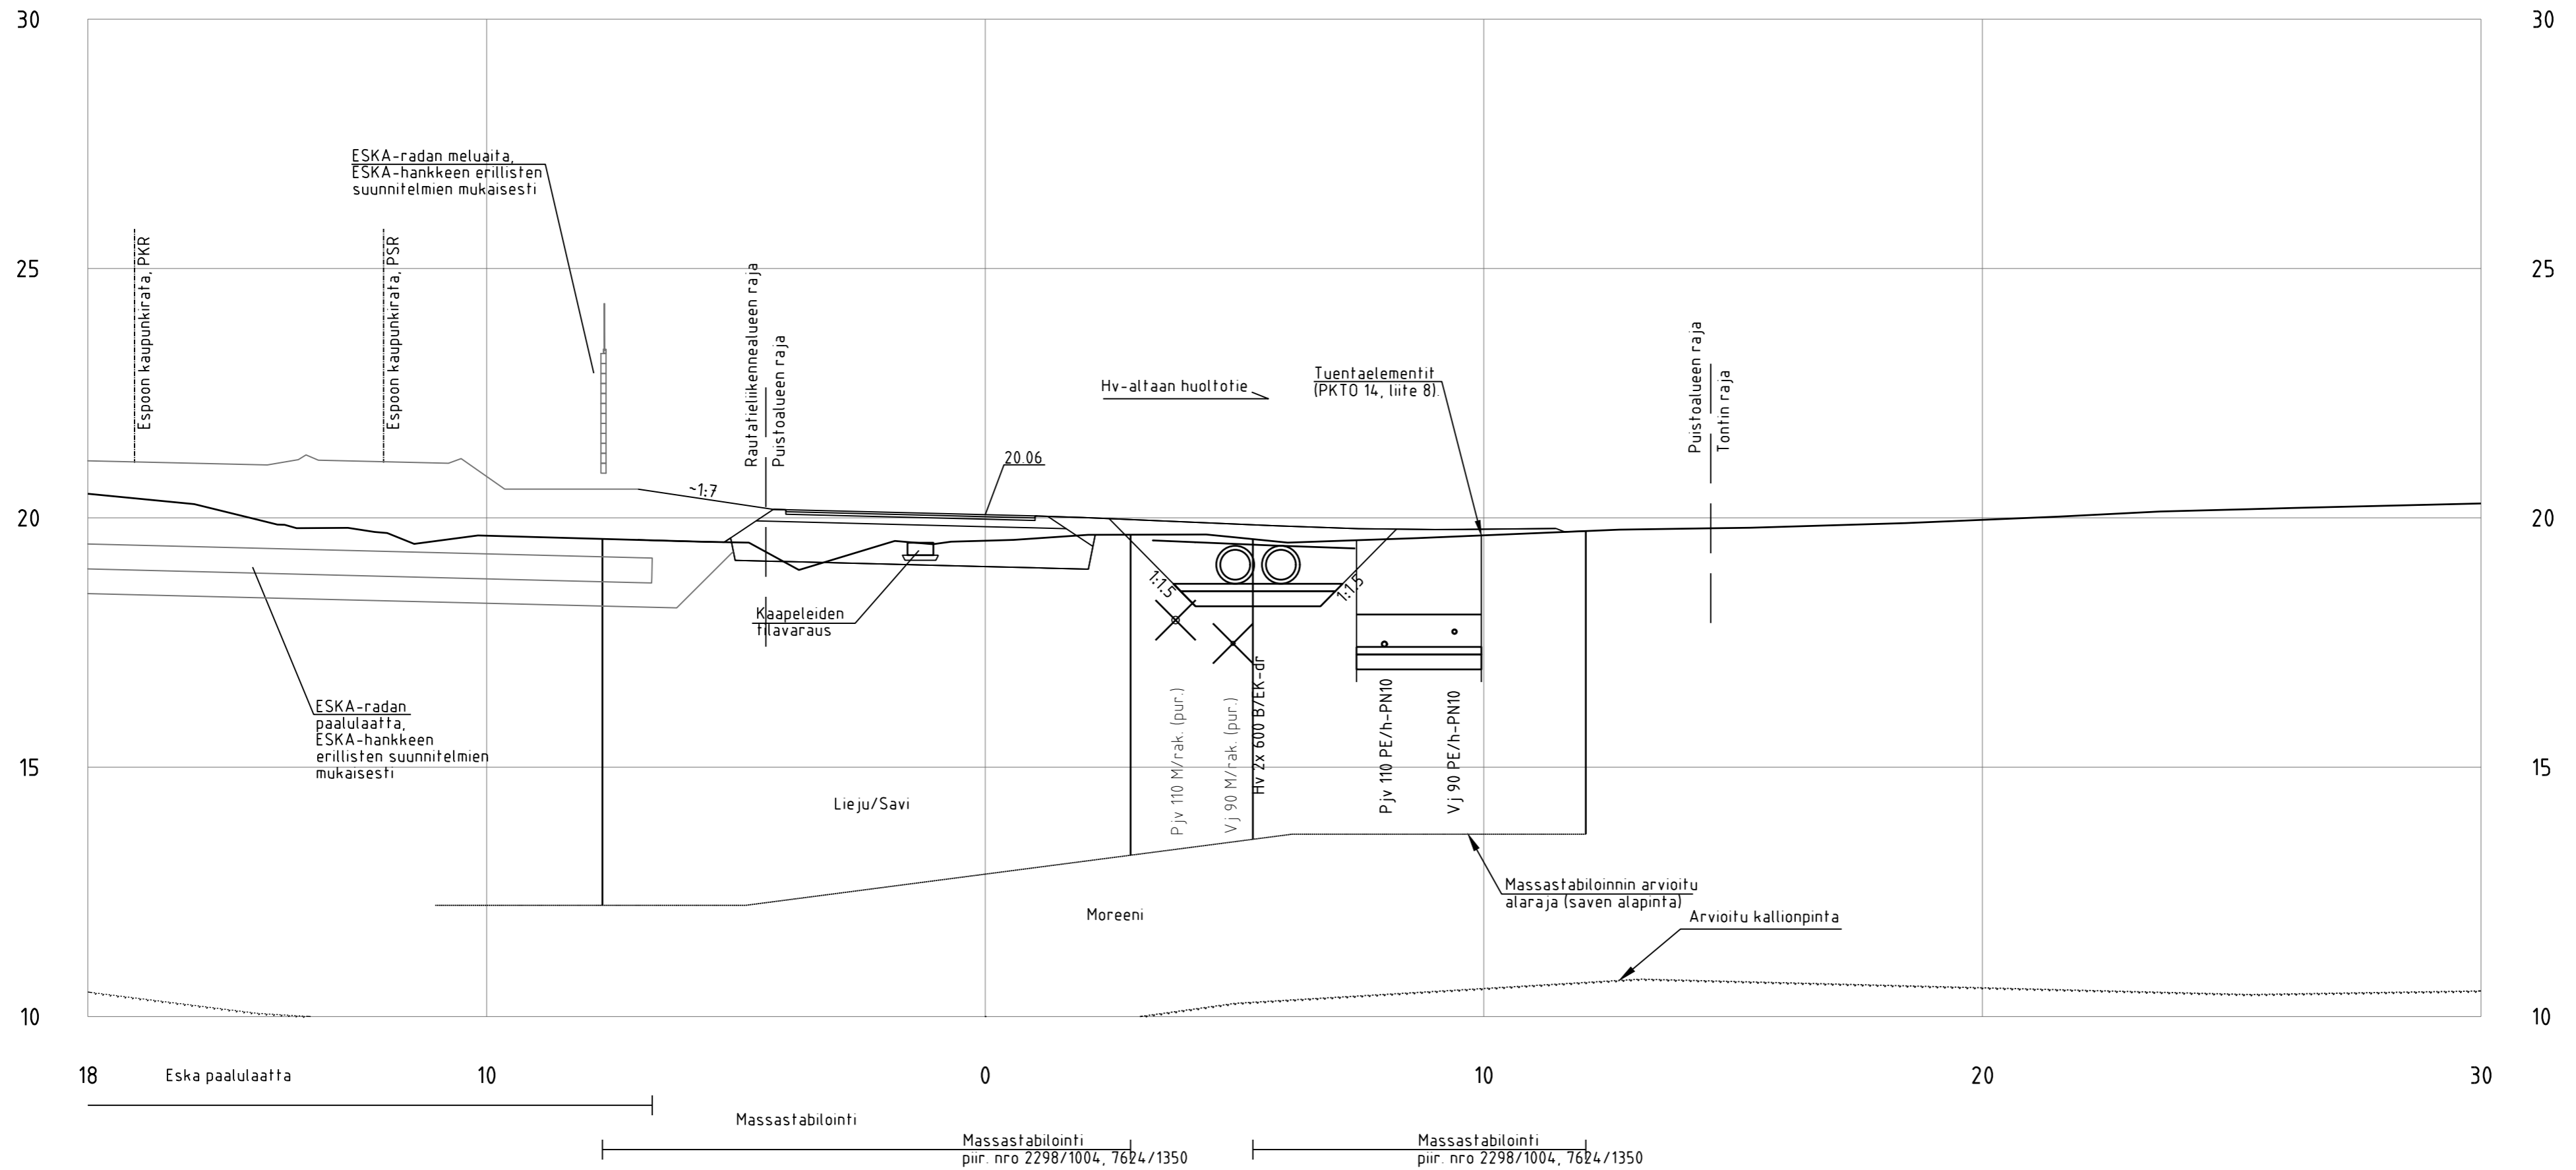 30
30
ESKA-radan meluaita,
ESKA-hankkeen erillisten
suunnitelmien mukaisesti
Espoon kaupunkirata, PKR
Espoon kaupunkirata, PSR
25
25
Rautatieliikennealueen raja
Puistoalueen raja
Hv-altaan huoltotie
Tuentaelementit
(PKTO 14, liite 8).
Puistoalueen raja
Tontin raja
20.06
~1:7
20
20
1:1.5
1:1.5
Kaapeleiden
tilavaraus
ESKA-radan
paalulaatta,
ESKA-hankkeen
erillisten suunnitelmien
mukaisesti
Pjv 110 M/rak. (pur.)
Vj 90 M/rak. (pur.)
Hv 2x 600 B/EK-dr
Pjv 110 PE/h-PN10
Vj 90 PE/h-PN10
15
15
Lieju/Savi
Massastabiloinnin arvioitu
alaraja (saven alapinta)
Moreeni
Arvioitu kallionpinta
10
10
18
Eska paalulaatta
10
0
10
20
30
Massastabilointi
Massastabilointi
piir. nro 2298/1004, 7624/1350
Massastabilointi
piir. nro 2298/1004, 7624/1350